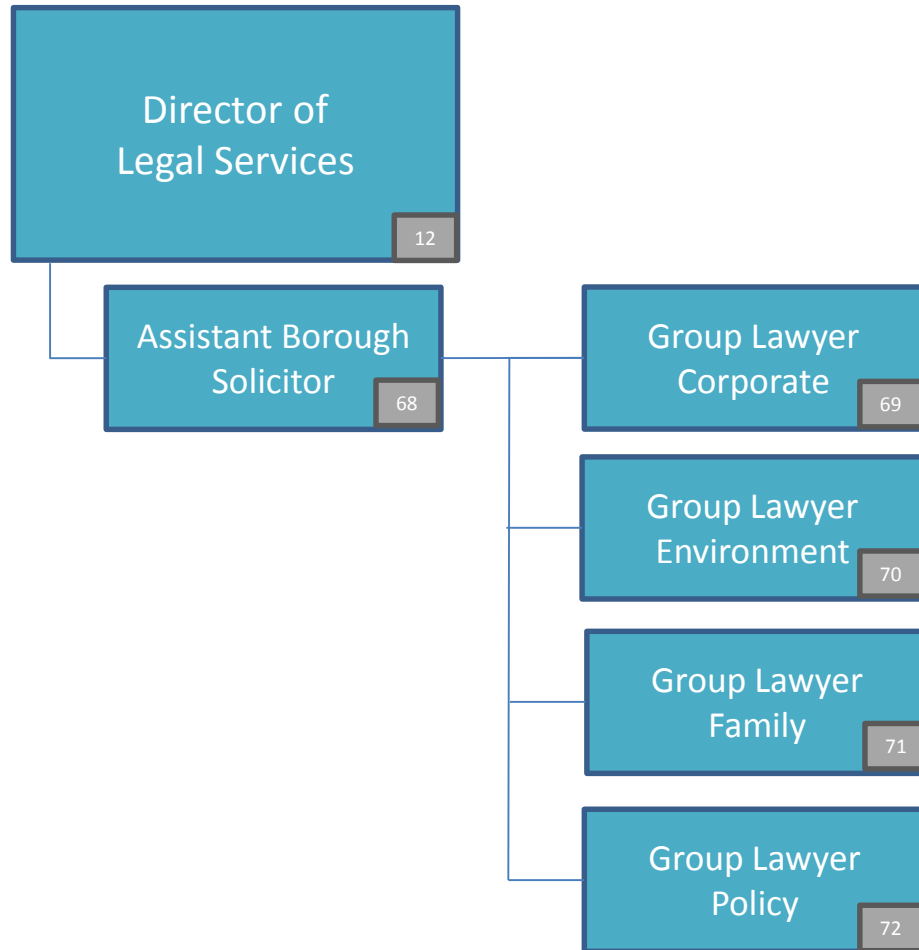 Director of
Legal Services
12
Assistant Borough
Solicitor
68
Group Lawyer
Corporate
69
Group Lawyer
Environment
70
Group Lawyer
Family
71
Group Lawyer
Policy
72